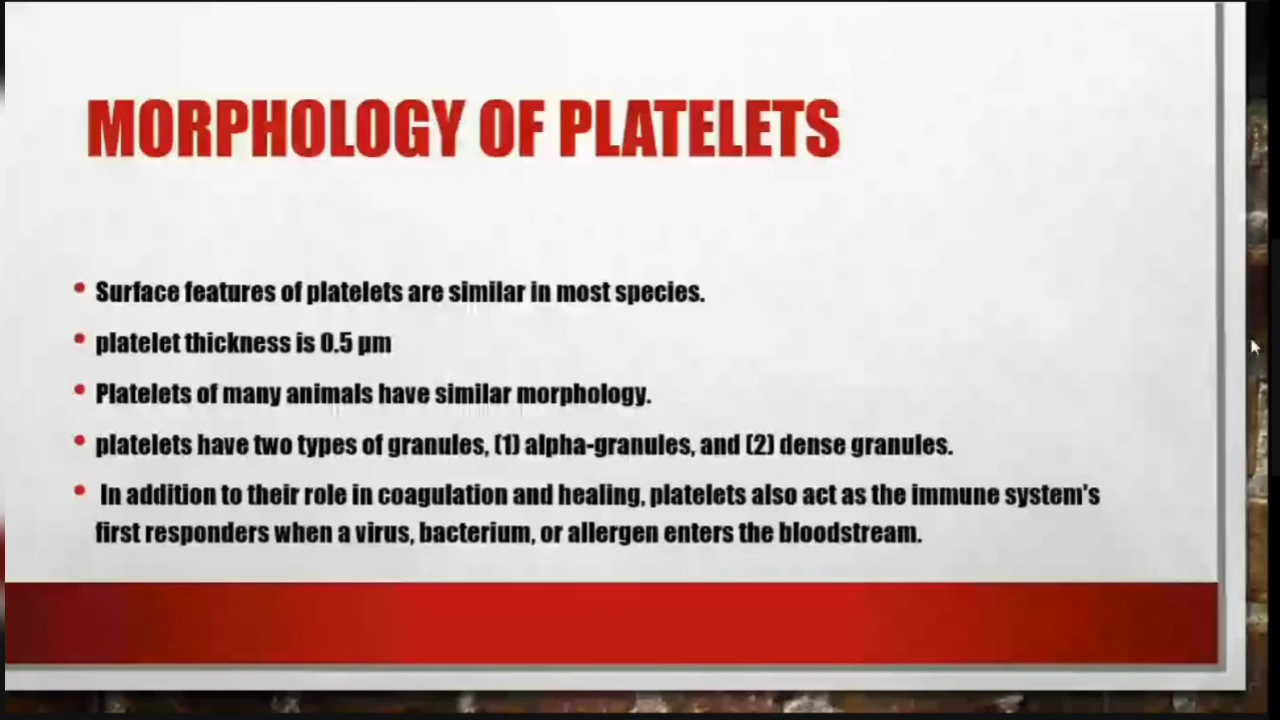 MORPHOLOGY OF PLATELETS
• Surface features of platelets are similar in most species.
• platelet thickness is 0.5 µm
• Platelets of many animals have similar morphology.
• platelets have two types of granules, (1) alpha-granules, and (2) dense granules.
• In addition to their role in coagulation and healing, platelets also act as the immune system's
first responders when a virus, bacterium, or allergen enters the bloodstream.